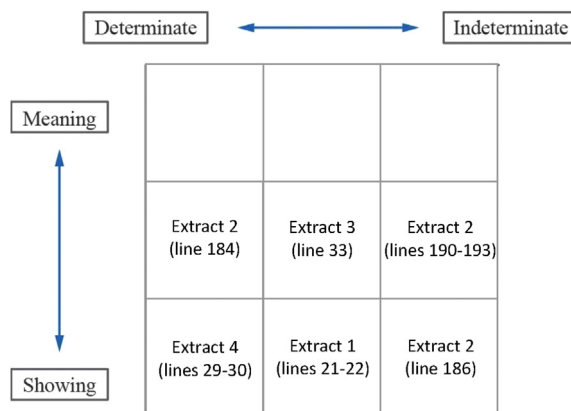 Determinate
Indeterminate
Meaning
Extract 2
(line 184)
Extract 3
(line 33)
Extract 2
(lines 190-193)
Extract 4
(lines 29-30)
Extract 1
(lines 21-22)
Extract 2
(line 186)
Showing